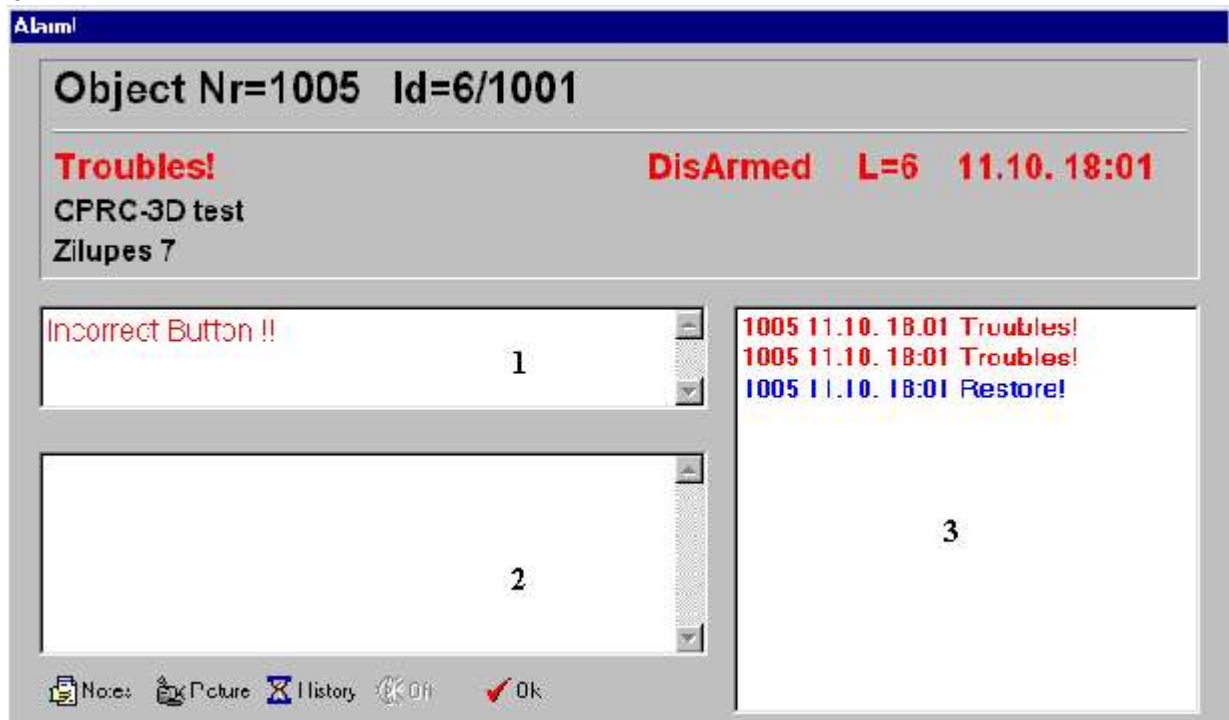 Alarm!
Object Nr=1005 Id=6/1001
Troubles! DisArmed L=6 11.10. 18:01
CPRC-3D test
Zilupes 7
Incorrect Button !!
1
1005 11.10. 18:01 Troubles!
1005 11.10. 18:01 Troubles!
1005 11.10. 18:01 Restore!
2
3
Notes Picture History Off Ok